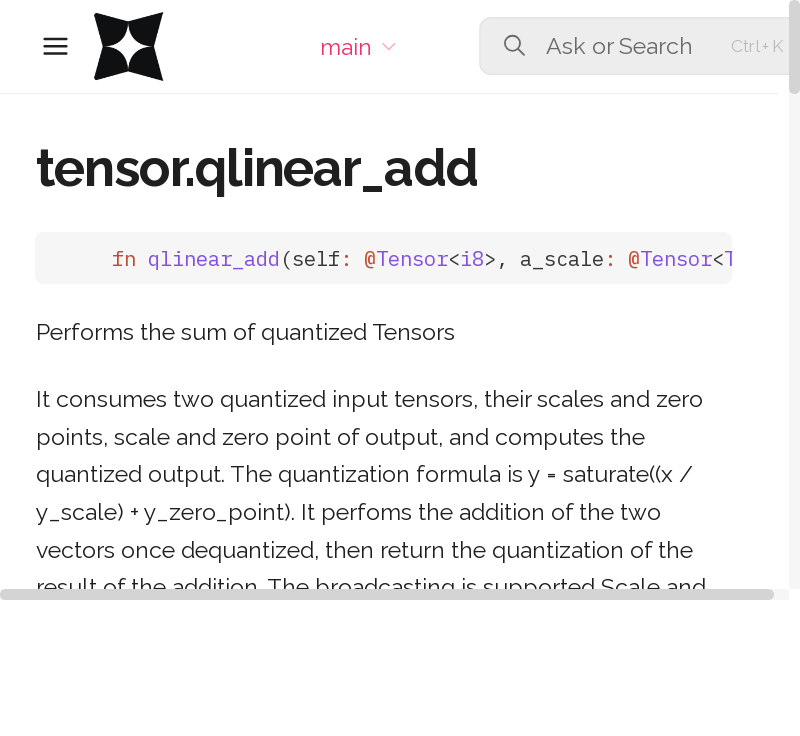 main
Ask or Search
Ctrl+K
tensor.qlinear_add
fn qlinear_add(self: @Tensor<i8>, a_scale: @Tensor<T
Performs the sum of quantized Tensors
It consumes two quantized input tensors, their scales and zero
points, scale and zero point of output, and computes the
quantized output. The quantization formula is y = saturate((x /
y_scale) + y_zero_point). It perfoms the addition of the two
vectors once dequantized, then return the quantization of the
result of the addition. The broadcasting is supported Scale and